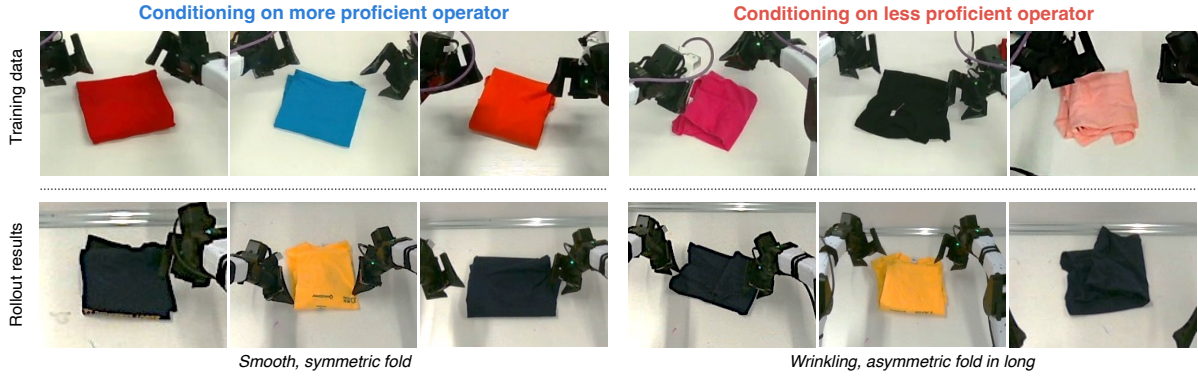 Conditioning on more proficient operator
Conditioning on less proficient operator
Training data
Rollout results
Smooth, symmetric fold
Wrinkling, asymmetric fold in long